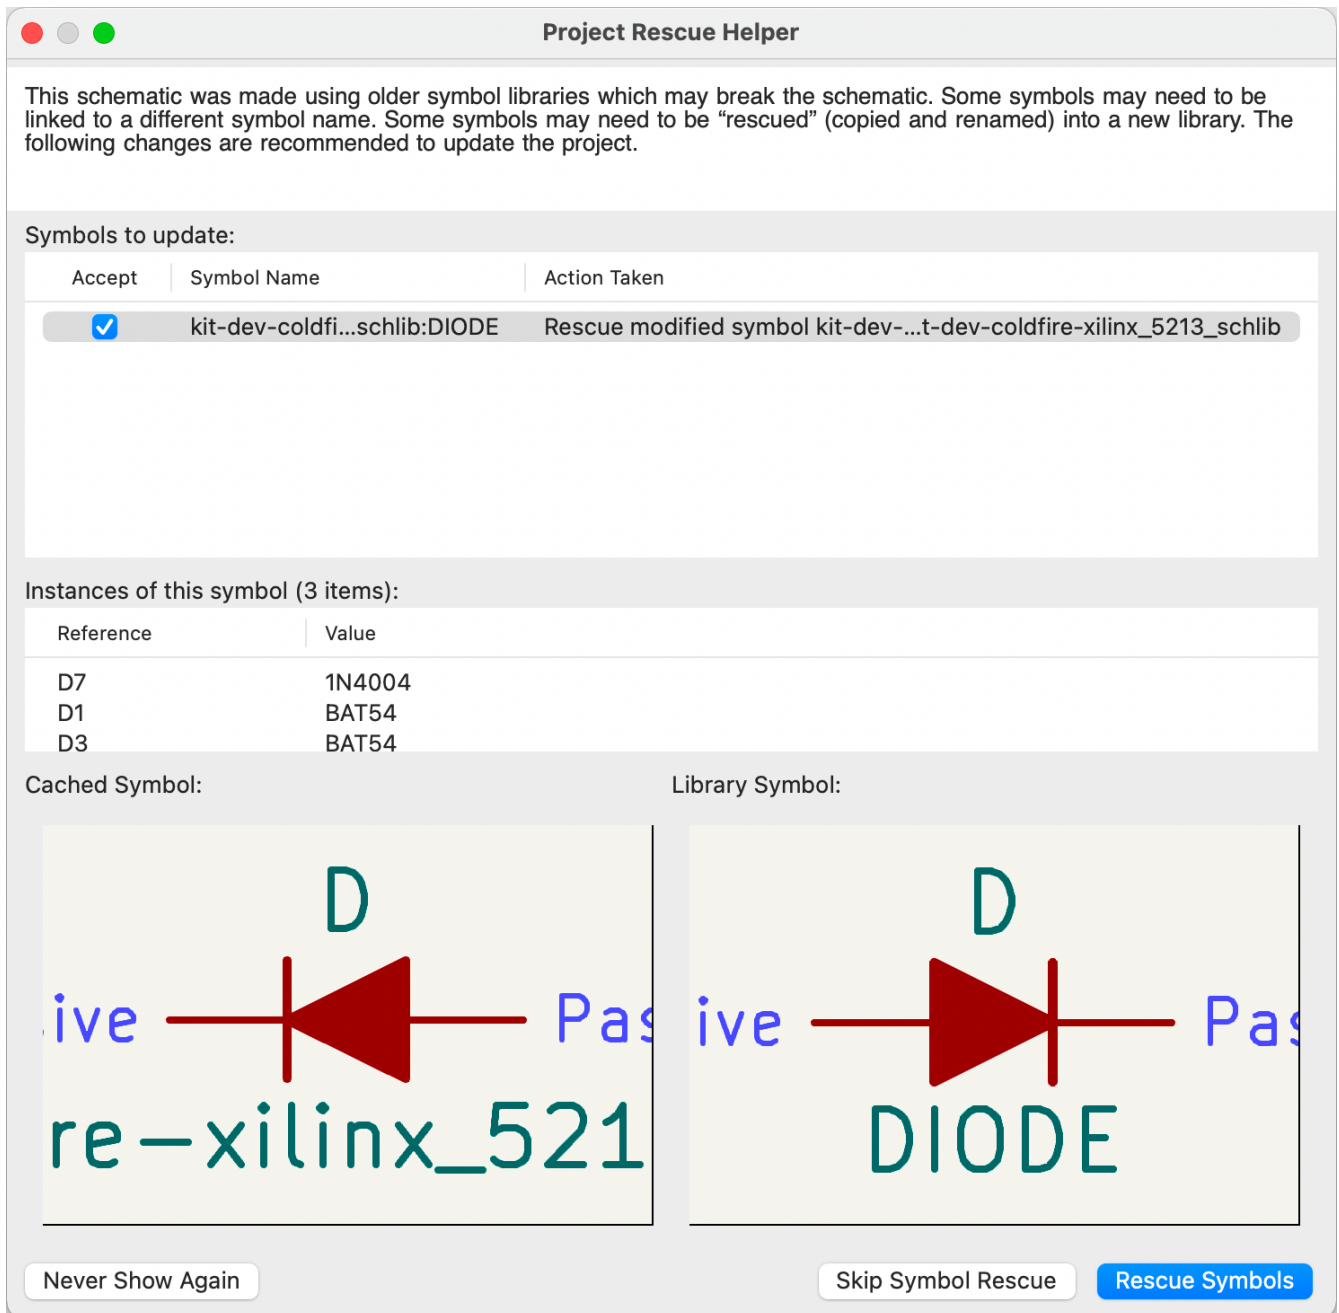 Project Rescue Helper
This schematic was made using older symbol libraries which may break the schematic. Some symbols may need to be
linked to a different symbol name. Some symbols may need to be “rescued” (copied and renamed) into a new library. The
following changes are recommended to update the project.
Symbols to update:
Accept Symbol Name Action Taken
kit-dev-coldfi...schlib:DIODE Rescue modified symbol kit-dev-...t-dev-coldfire-xilinx_5213_schlib
Instances of this symbol (3 items):
Reference Value
D7 1N4004
D1 BAT54
D3 BAT54
Cached Symbol: Library Symbol:
D D
ive Pas ive Pas
re-xilinx_521 DIODE
Never Show Again Skip Symbol Rescue Rescue Symbols